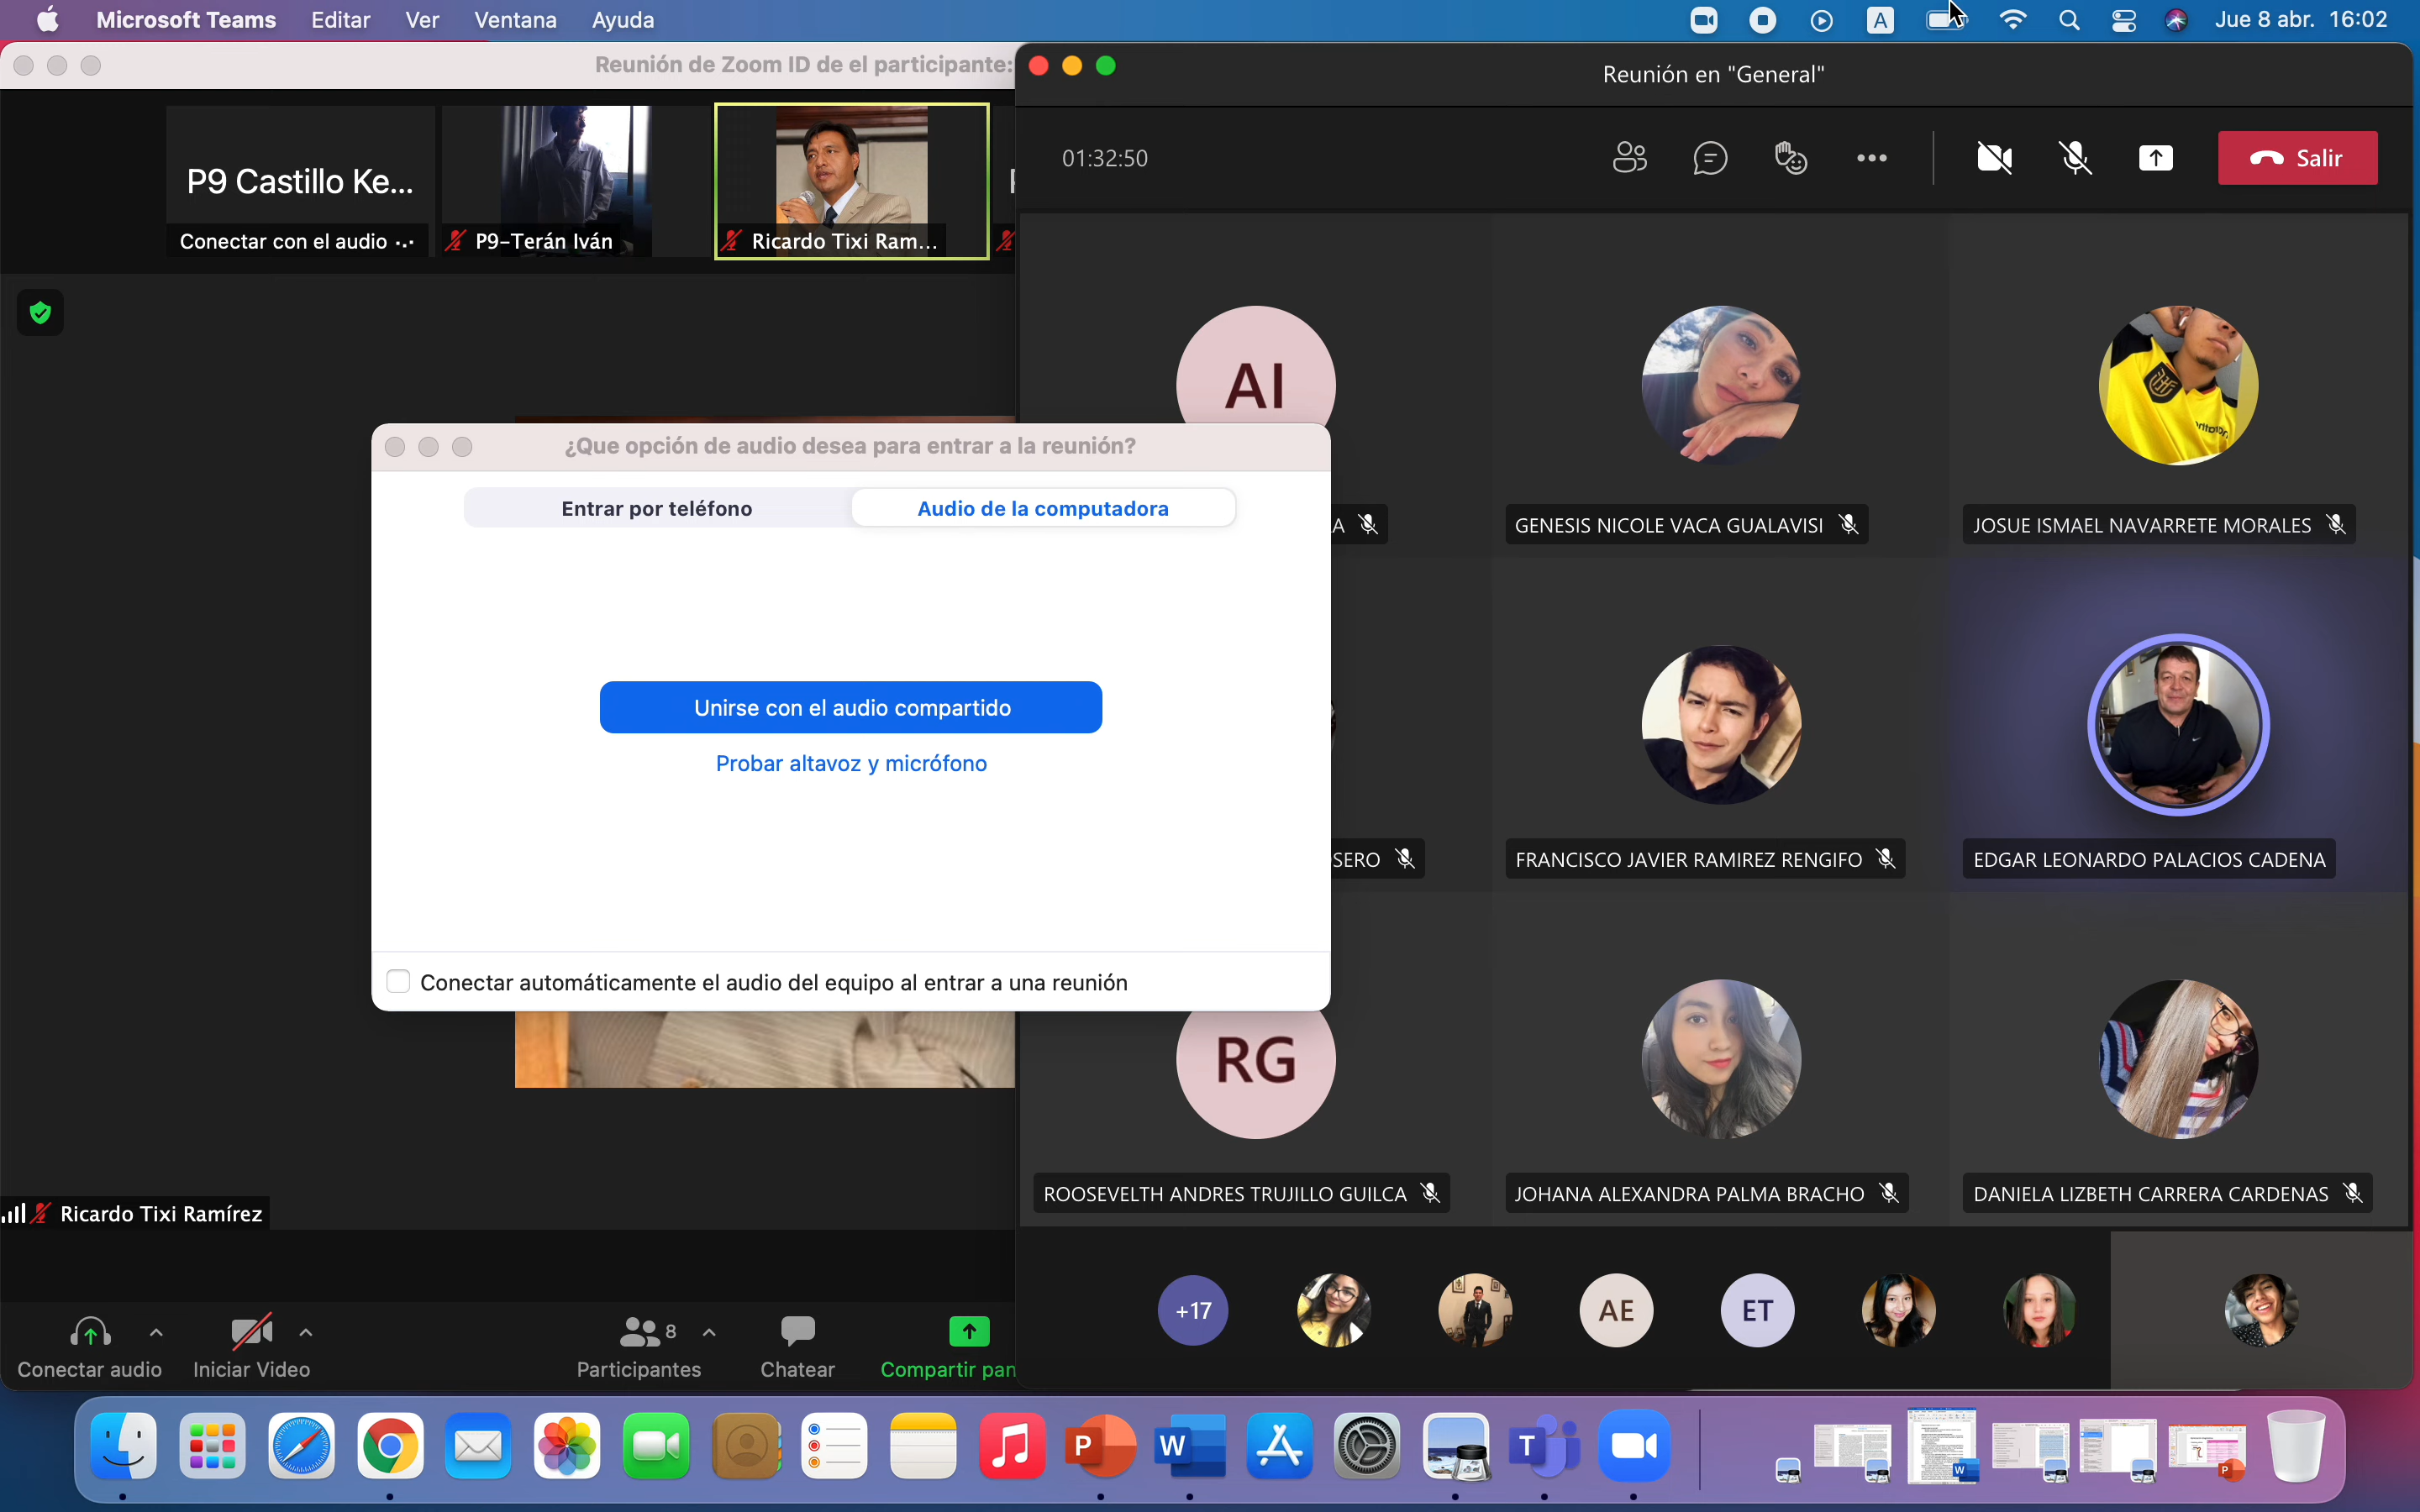 Microsoft Teams Editar Ver Ventana Ayuda
A
Jue 8 abr. 16:02
Reunión de Zoom ID de el participante:
P9 Castillo Ke...
Conectar con el audio
P9-Terán Iván
Ricardo Tixi Ram...
Reunión en "General"
01:32:50
Salir
AI
A
GENESIS NICOLE VACA GUALAVISI
JOSUE ISMAEL NAVARRETE MORALES
¿Que opción de audio desea para entrar a la reunión?
Entrar por teléfono
Audio de la computadora
Unirse con el audio compartido
Probar altavoz y micrófono
Conectar automáticamente el audio del equipo al entrar a una reunión
SERO
FRANCISCO JAVIER RAMIREZ RENGIFO
EDGAR LEONARDO PALACIOS CADENA
RG
ROOSEVELTH ANDRES TRUJILLO GUILCA
JOHANA ALEXANDRA PALMA BRACHO
DANIELA LIZBETH CARRERA CARDENAS
Ricardo Tixi Ramírez
+17
AE
ET
8
Conectar audio
Iniciar Video
Participantes
Chatear
Compartir pan
P
W
T